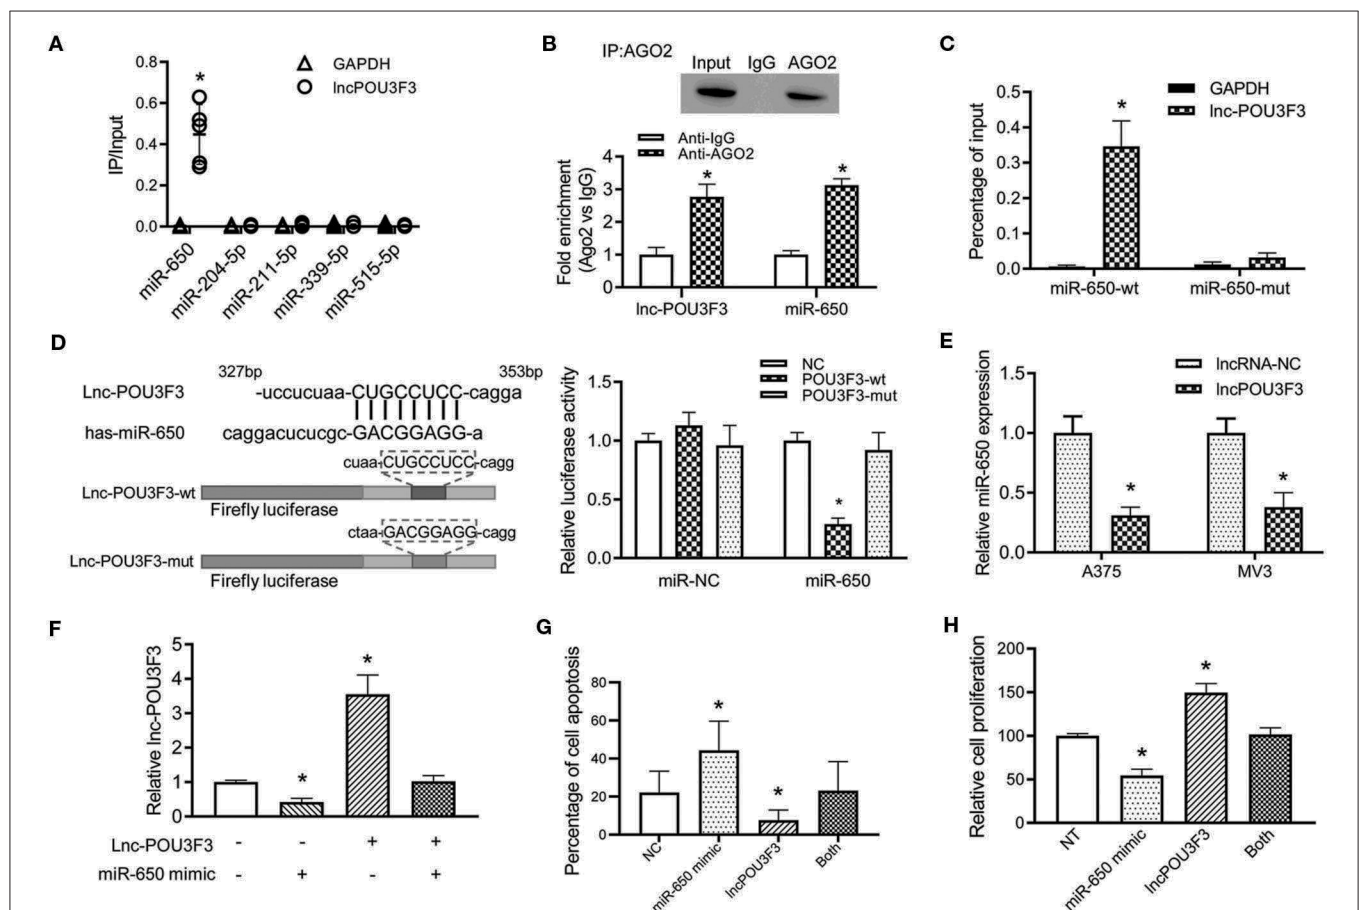 A
0.8
0.6
0.4
0.2
0.0
IP/Input
*
GAPDH
lncPOU3F3
miR-650
miR-204-5p
miR-211-5p
miR-339-5p
miR-515-5p
B
IP:AGO2
Input IgG AGO2
Anti-IgG
Anti-AGO2
Fold enrichment
(Ago2 vs IgG)
4
3
2
1
0
*
*
lnc-POU3F3
miR-650
C
GAPDH
lnc-POU3F3
Percentage of input
0.5
0.4
0.3
0.2
0.1
0.0
*
miR-650-wt
miR-650-mut
D
327bp
353bp
Lnc-POU3F3
-uccucuaa-CUGCCUCC-cagga
has-miR-650
caggacucucgc-GACGGAGG-a
cuaa-CUGCCUCC-cagg
Lnc-POU3F3-wt
Firefly luciferase
ctaa-GACGGAGG-cagg
Lnc-POU3F3-mut
Firefly luciferase
NC
POU3F3-wt
POU3F3-mut
Relative luciferase activity
1.5
1.0
0.5
0.0
*
miR-NC
miR-650
E
lncRNA-NC
lncPOU3F3
Relative miR-650 expression
1.5
1.0
0.5
0.0
*
*
A375
MV3
F
Relative lnc-POU3F3
5
4
3
2
1
0
*
*
Lnc-POU3F3 - - + +
miR-650 mimic - + - +
G
Percentage of cell apoptosis
80
60
40
20
0
*
*
NC
miR-650 mimic
lncPOU3F3
Both
H
Relative cell proliferation
200
150
100
50
0
*
*
NT
miR-650 mimic
lncPOU3F3
Both